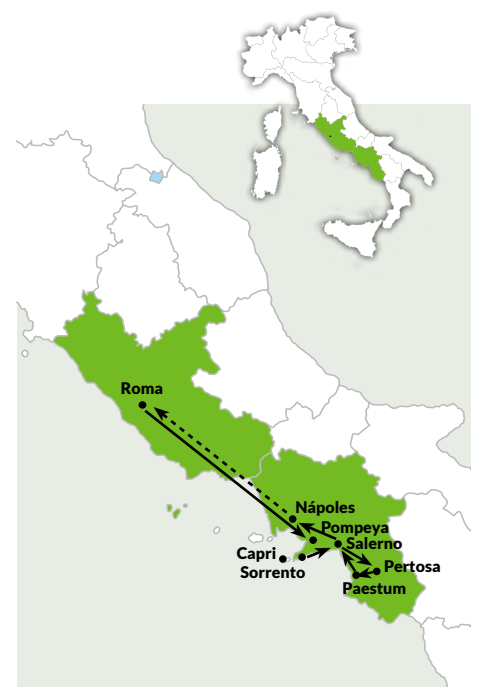 Roma
Nápoles
Pompeya
Salerno
Capri
Sorrento
Pertosa
Paestum